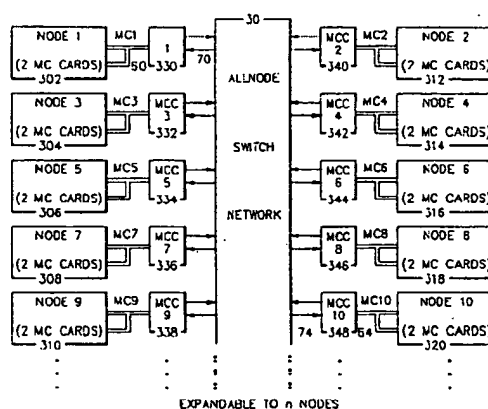 30
NODE 1
(2 MC CARDS)
302
MC1
50
1
330
70
ALLNODE
SWITCH
NETWORK
MCC
2
340
MC2
NODE 2
(2 MC CARDS)
312
NODE 3
(2 MC CARDS)
304
MC3
MCC
3
332
MCC
4
342
MC4
NODE 4
(2 MC CARDS)
314
NODE 5
(2 MC CARDS)
306
MC5
MCC
5
334
MCC
6
344
MC6
NODE 6
(2 MC CARDS)
316
NODE 7
(2 MC CARDS)
308
MC7
MCC
7
336
MCC
8
346
MC8
NODE 8
(2 MC CARDS)
318
NODE 9
(2 MC CARDS)
310
MC9
MCC
9
338
74
MCC
10
348
MC10
64
NODE 10
(2 MC CARDS)
320
EXPANDABLE TO n NODES